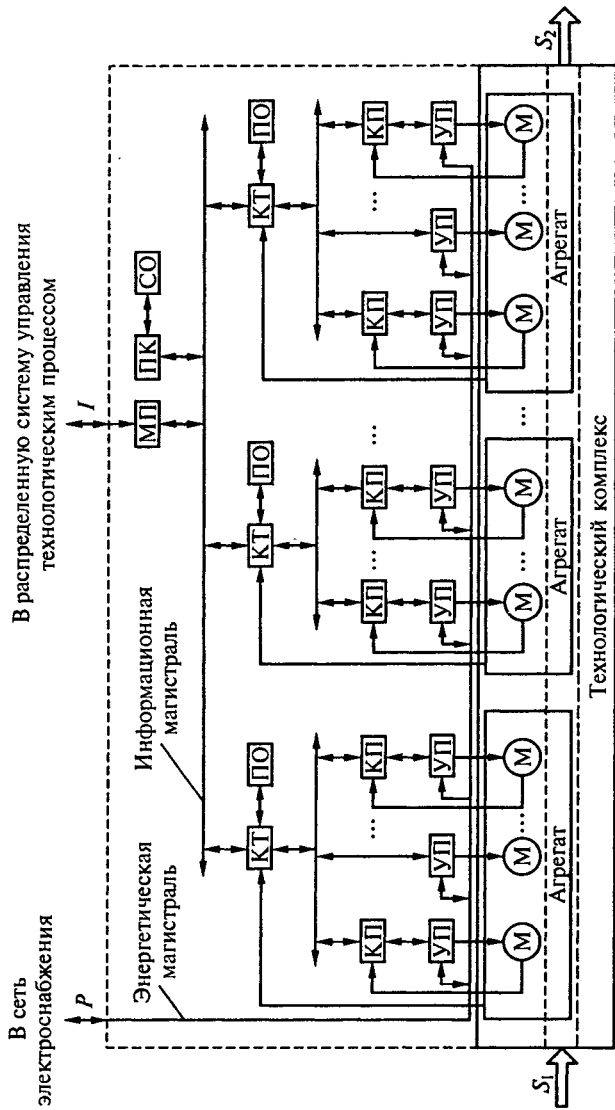 В сеть
электроснабжения
В распределенную систему управления
технологическим процессом
P
I
МП ПК СО
Энергетическая
магистраль
Информационная
магистраль
КТ ПО КТ ПО КТ ПО
КП ... КП КП ... КП ... КП ... КП
УП УП УП УП УП УП УП УП
М М ... М М ... М М М ... М
Агрегат Агрегат ... Агрегат
S₁ S₂
Технологический комплекс